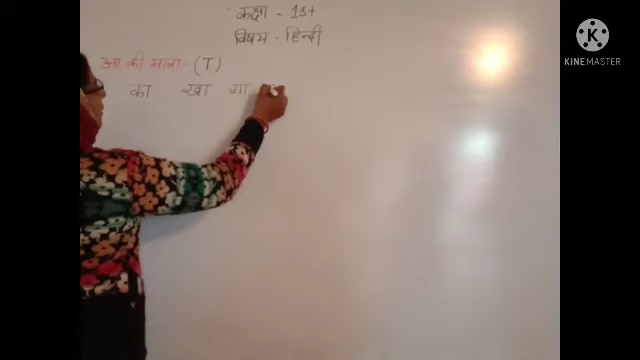 कक्षा - 1st
विषय - हिन्दी
आ की मात्रा - (ा)
का खा गा
KINEMASTER